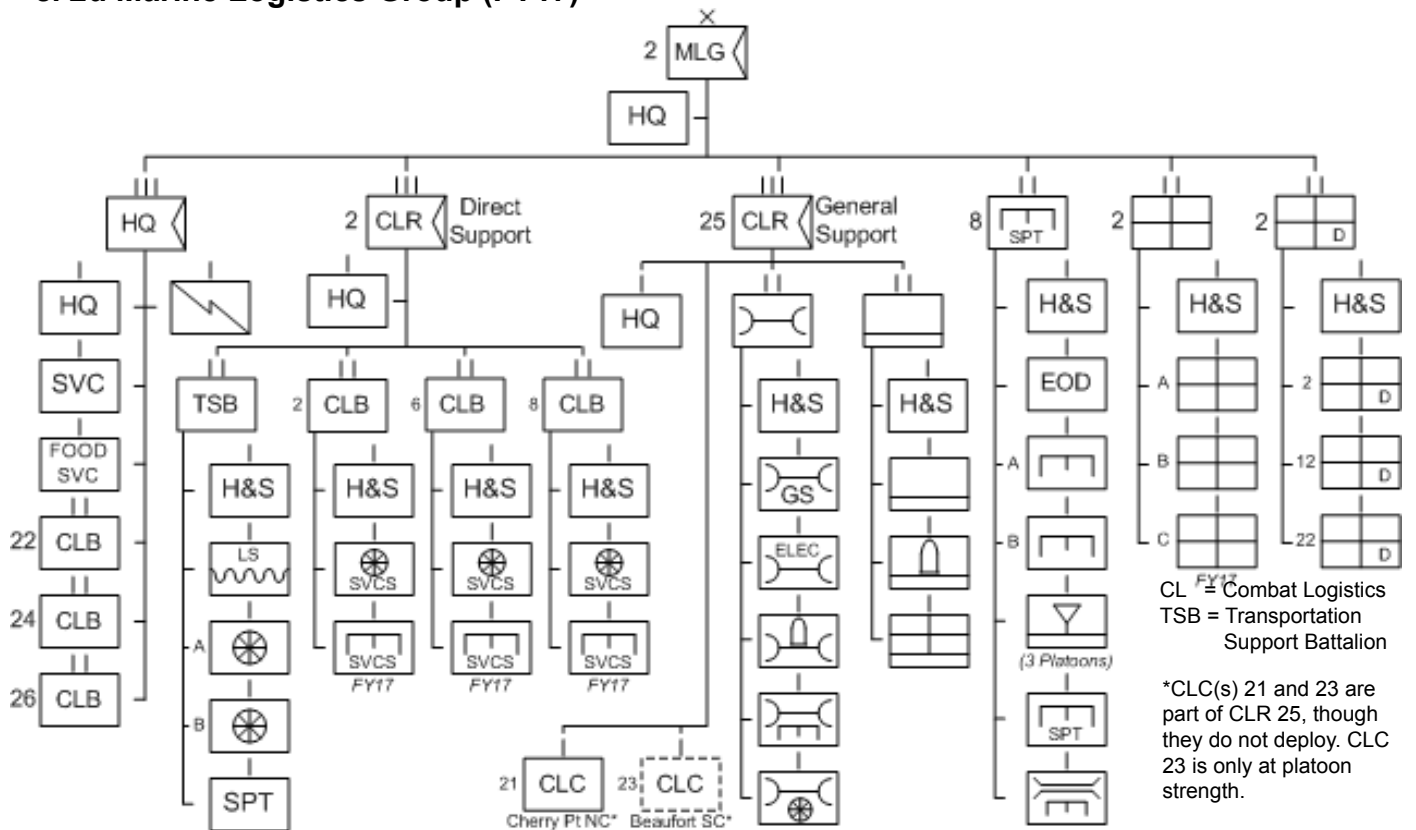 2d Marine Logistics Group (FY17)
2 MLG
HQ
HQ
2 CLR Direct Support
25 CLR General Support
8 SPT
2
2 D
HQ
SVC
FOOD SVC
22 CLB
24 CLB
26 CLB
HQ
TSB
2 CLB
6 CLB
8 CLB
H&S
LS
A
B
SPT
H&S
SVCS
SVCS
FY17
H&S
SVCS
SVCS
FY17
H&S
SVCS
SVCS
FY17
HQ
21 CLC
Cherry Pt NC*
23 CLC
Beaufort SC*
H&S
GS
ELEC
H&S
H&S
EOD
A
B
(3 Platoons)
SPT
H&S
A
B
C
FY17
H&S
2 D
12 D
22 D
CL = Combat Logistics
TSB = Transportation
Support Battalion
*CLC(s) 21 and 23 are
part of CLR 25, though
they do not deploy. CLC
23 is only at platoon
strength.